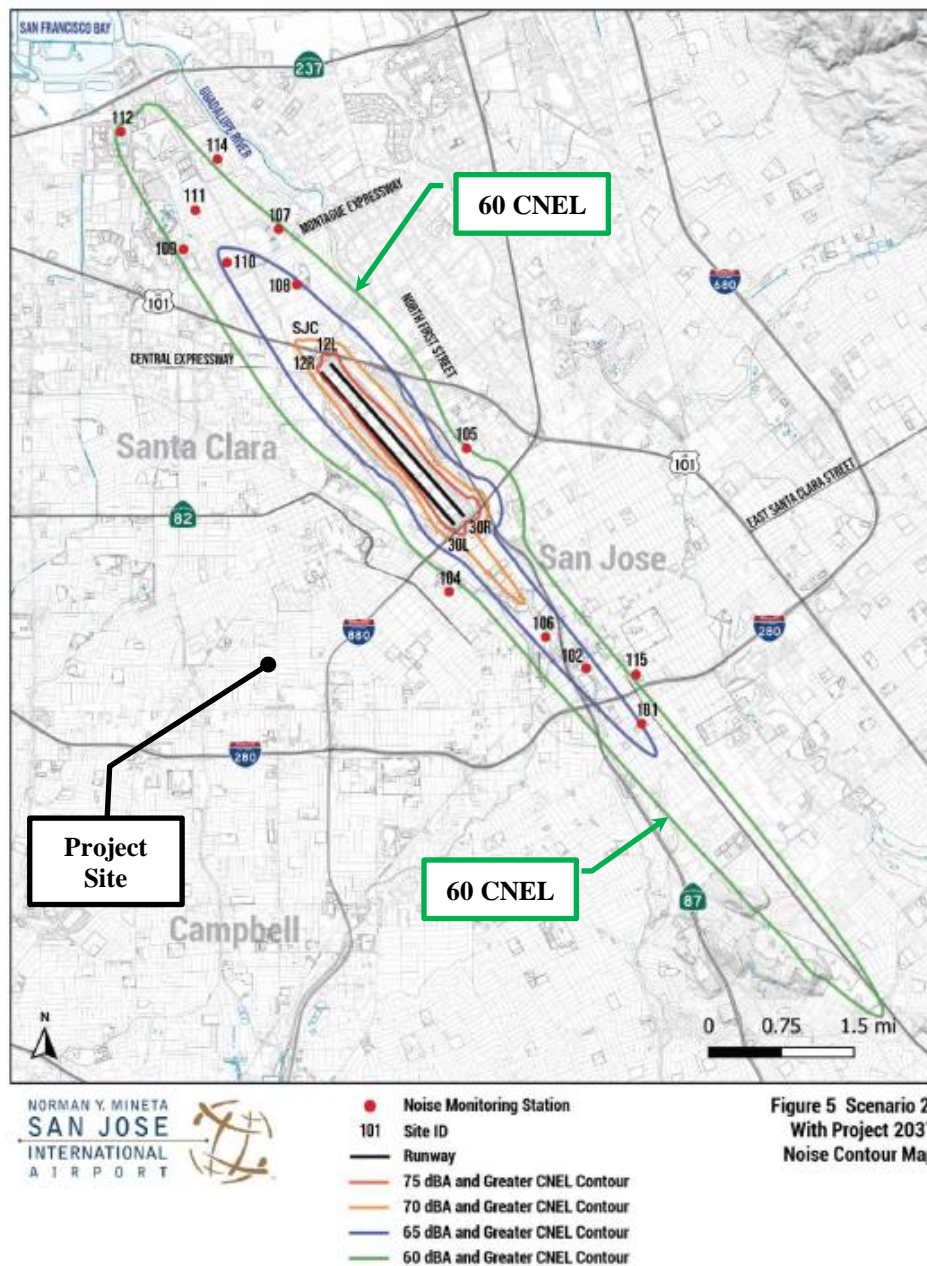 SAN FRANCISCO BAY
237
GUADALUPE RIVER
112
114
60 CNEL
111
107
MONTAGUE EXPRESSWAY
109
110
108
680
101
NORTH FIRST STREET
SJC
12L
CENTRAL EXPRESSWAY
12R
Santa Clara
105
101
EAST SANTA CLARA STREET
82
30R
30L
San Jose
104
880
106
280
102
115
101
280
Project
Site
60 CNEL
87
Campbell
N
0 0.75 1.5 mi
NORMAN Y. MINETA
SAN JOSE
INTERNATIONAL
AIRPORT
Noise Monitoring Station
101 Site ID
Runway
75 dBA and Greater CNEL Contour
70 dBA and Greater CNEL Contour
65 dBA and Greater CNEL Contour
60 dBA and Greater CNEL Contour
Figure 5 Scenario 2
With Project 2037
Noise Contour Map